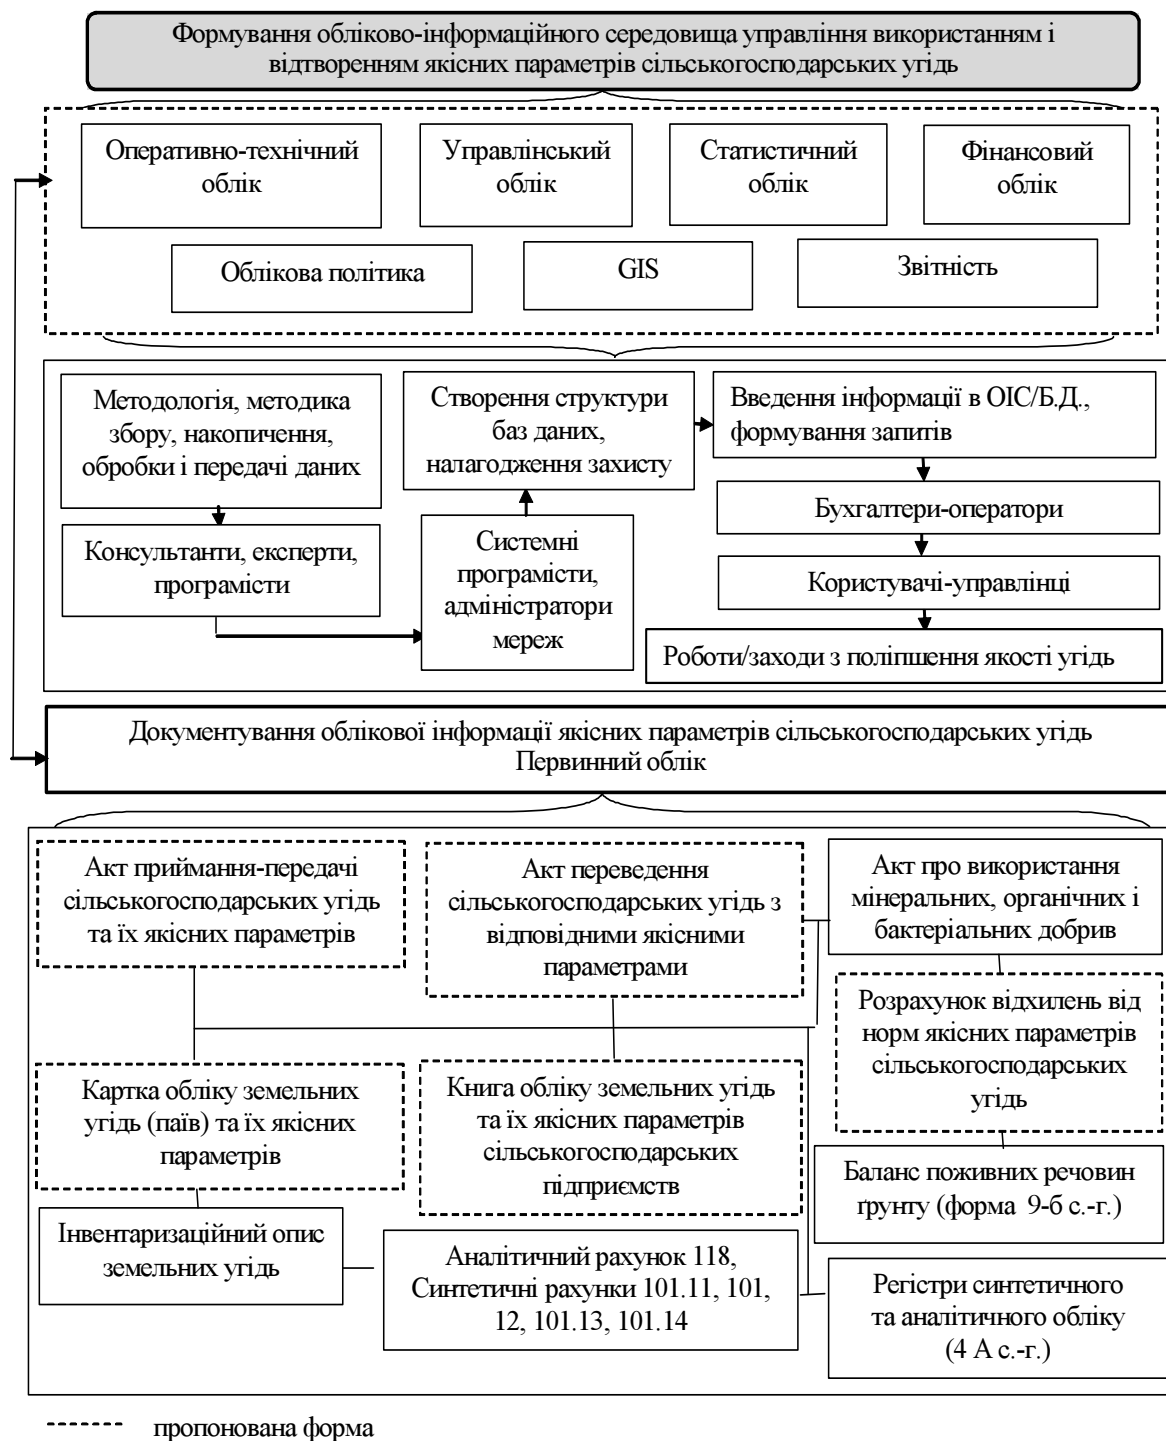 Формування обліково-інформаційного середовища управління використанням і
відтворенням якісних параметрів сільськогосподарських угідь
Оперативно-технічний
облік
Управлінський
облік
Статистичний
облік
Фінансовий
облік
Облікова політика
GIS
Звітність
Методологія, методика
збору, накопичення,
обробки і передачі даних
Створення структури
баз даних,
налагодження захисту
Введення інформації в ОІС/Б.Д.,
формування запитів
Консультанти, експерти,
програмісти
Системні
програмісти,
адміністратори
мереж
Бухгалтери-оператори
Користувачі-управлінці
Роботи/заходи з поліпшення якості угідь
Документування облікової інформації якісних параметрів сільськогосподарських угідь
Первинний облік
Акт приймання-передачі
сільськогосподарських угідь
та їх якісних параметрів
Акт переведення
сільськогосподарських угідь з
відповідними якісними
параметрами
Акт про використання
мінеральних, органічних і
бактеріальних добрив
Розрахунок відхилень від
норм якісних параметрів
сільськогосподарських
угідь
Картка обліку земельних
угідь (паїв) та їх якісних
параметрів
Книга обліку земельних угідь
та їх якісних параметрів
сільськогосподарських
підприємств
Баланс поживних речовин
ґрунту (форма 9-б с.-г.)
Інвентаризаційний опис
земельних угідь
Аналітичний рахунок 118,
Синтетичні рахунки 101.11, 101,
12, 101.13, 101.14
Регістри синтетичного
та аналітичного обліку
(4 А с.-г.)
пропонована форма